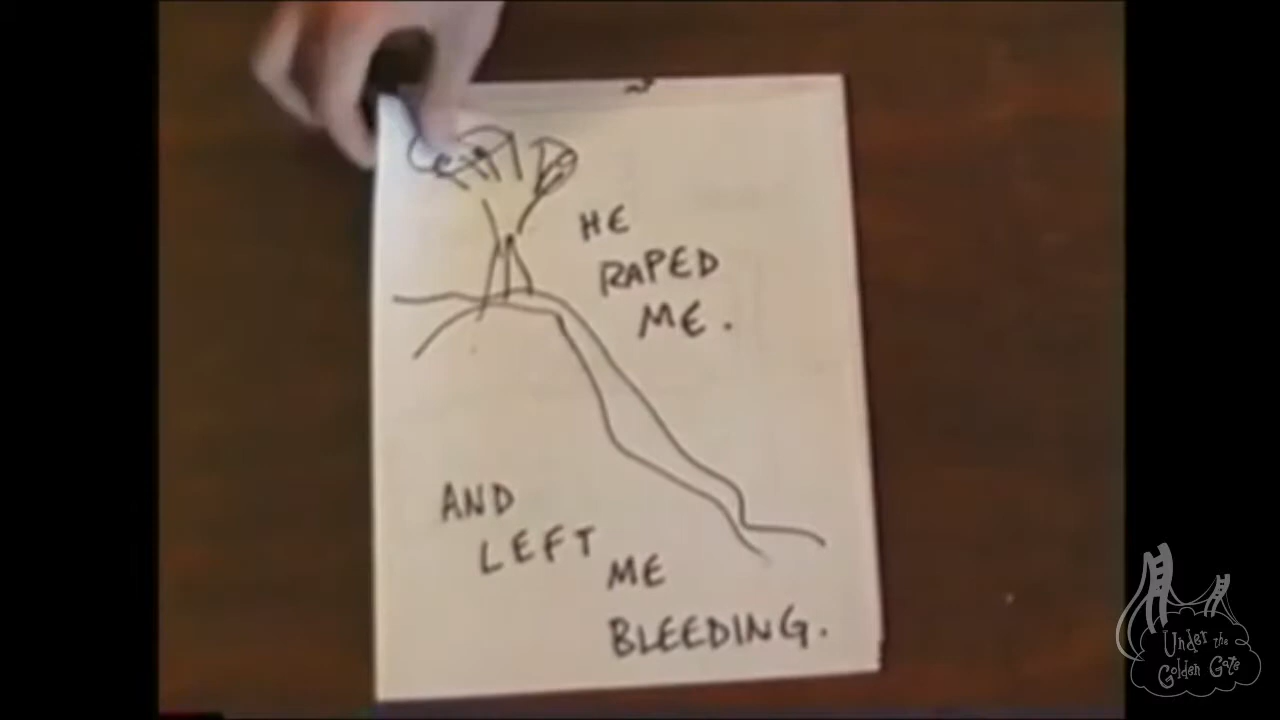 HE
RAPED
ME.
AND
LEFT
ME
BLEEDING.
Under the
Golden Gate